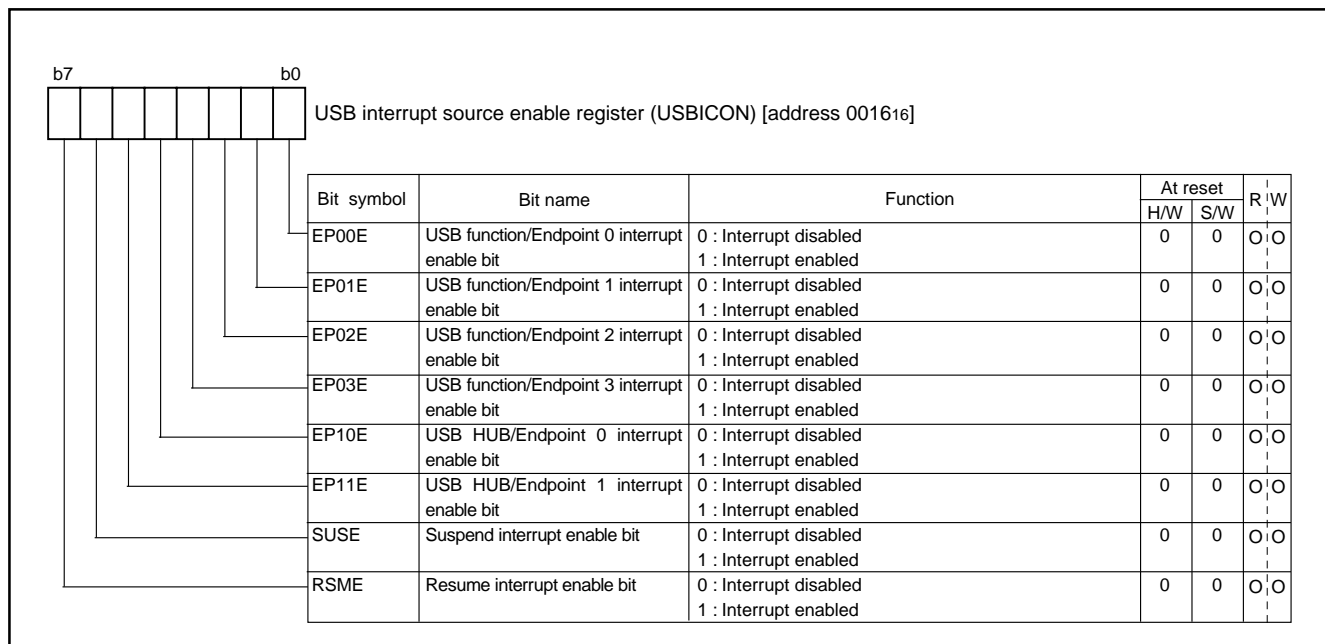 b7 b0
USB interrupt source enable register (USBICON) [address 001616]
Bit symbol Bit name Function At reset R W
H/W S/W
EP00E USB function/Endpoint 0 interrupt 0 : Interrupt disabled 0 0 O O
enable bit 1 : Interrupt enabled
EP01E USB function/Endpoint 1 interrupt 0 : Interrupt disabled 0 0 O O
enable bit 1 : Interrupt enabled
EP02E USB function/Endpoint 2 interrupt 0 : Interrupt disabled 0 0 O O
enable bit 1 : Interrupt enabled
EP03E USB function/Endpoint 3 interrupt 0 : Interrupt disabled 0 0 O O
enable bit 1 : Interrupt enabled
EP10E USB HUB/Endpoint 0 interrupt 0 : Interrupt disabled 0 0 O O
enable bit 1 : Interrupt enabled
EP11E USB HUB/Endpoint 1 interrupt 0 : Interrupt disabled 0 0 O O
enable bit 1 : Interrupt enabled
SUSE Suspend interrupt enable bit 0 : Interrupt disabled 0 0 O O
1 : Interrupt enabled
RSME Resume interrupt enable bit 0 : Interrupt disabled 0 0 O O
1 : Interrupt enabled